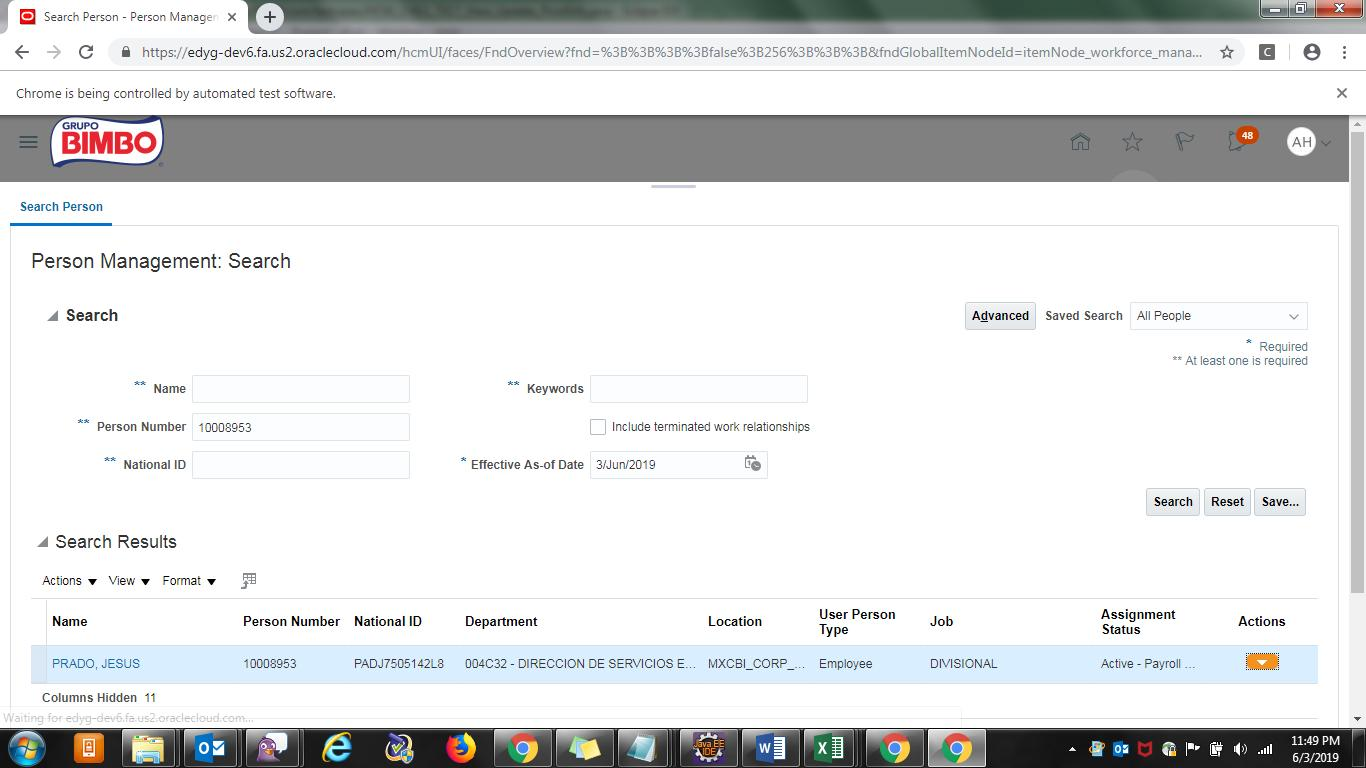 Search Person - Person Managem
https://edyg-dev6.fa.us2.oraclecloud.com/hcmUI/faces/FndOverview?fnd=%3B%3B%3B%3Bfalse%3B256%3B%3B%3B&fndGlobalItemNodeId=itemNode_workforce_mana...
C
Chrome is being controlled by automated test software.
GRUPO
BIMBO
48
AH
Search Person
Person Management: Search
Search
Advanced Saved Search All People
* Required
** At least one is required
** Name
** Keywords
** Person Number 10008953
Include terminated work relationships
** National ID
* Effective As-of Date 3/Jun/2019
Search Reset Save...
Search Results
Actions View Format
Name Person Number National ID Department Location User Person Type Job Assignment Status Actions
PRADO, JESUS 10008953 PADJ7505142L8 004C32 - DIRECCION DE SERVICIOS E... MXCBI_CORP_... Employee DIVISIONAL Active - Payroll ...
Columns Hidden 11
Waiting for edyg-dev6.fa.us2.oraclecloud.com...
Java EE
IDE
11:49 PM
6/3/2019